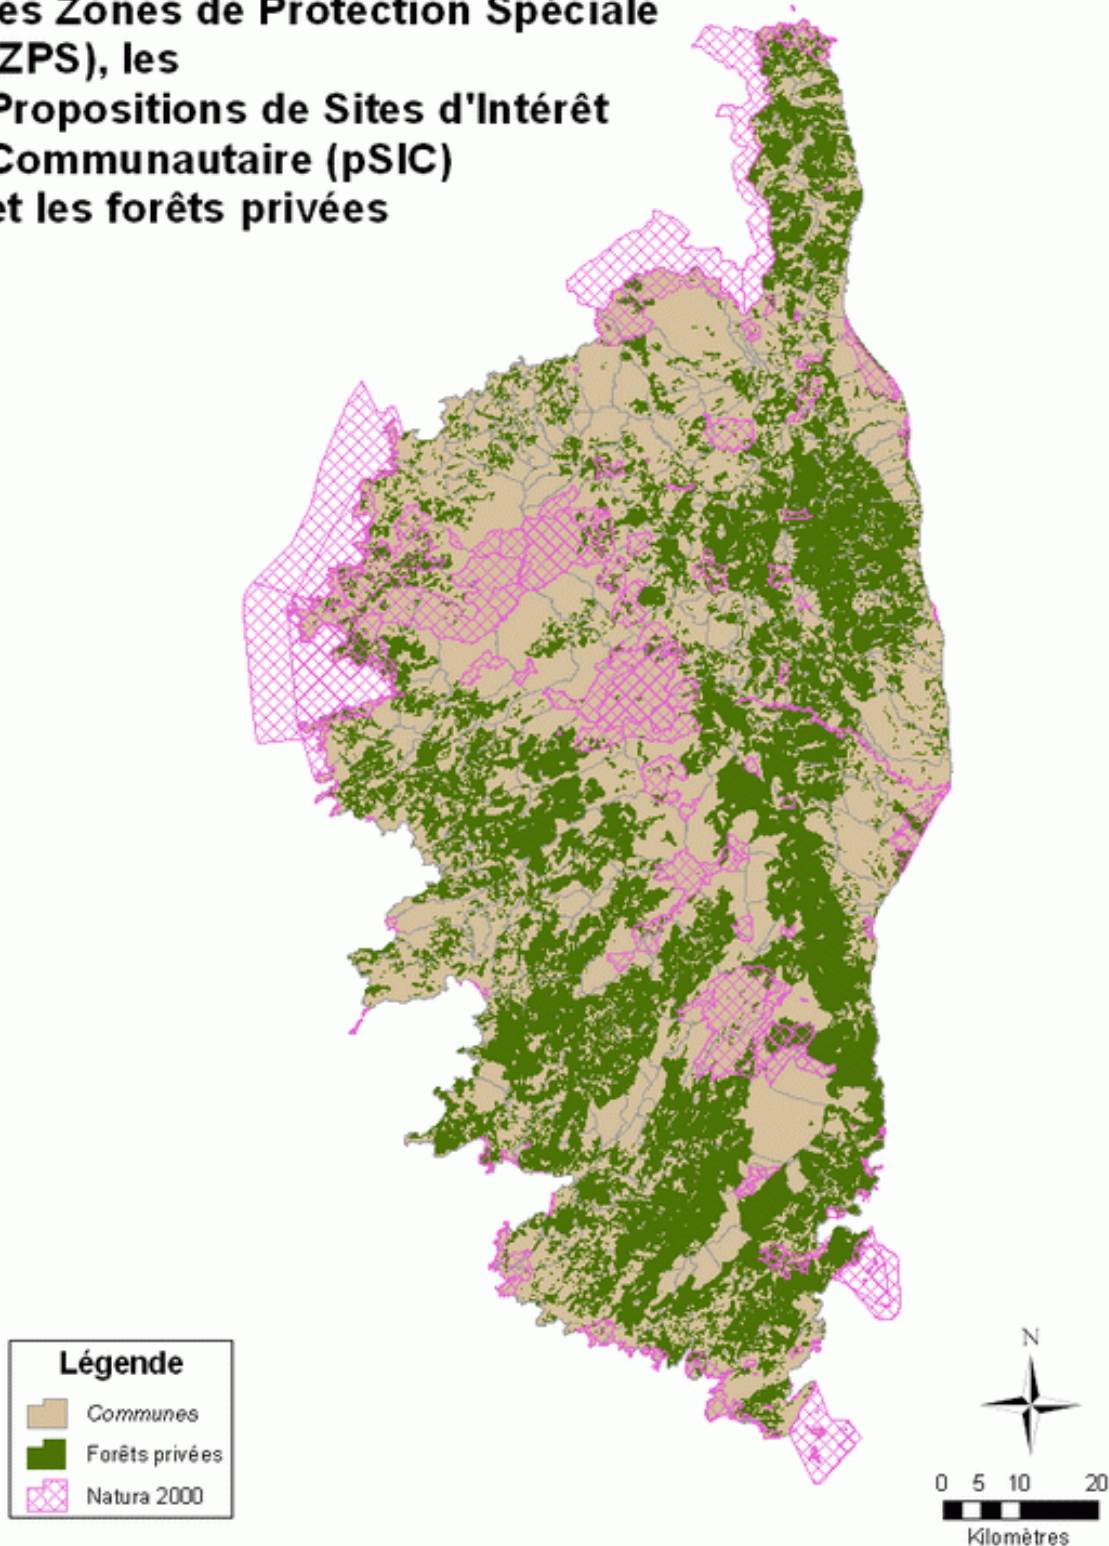 es Zones de Protection Spéciale
ZPS), les
Propositions de Sites d'Intérêt
Communautaire (pSIC)
et les forêts privées
Légende
Communes
Forêts privées
Natura 2000
N
0 5 10 20
Kilomètres